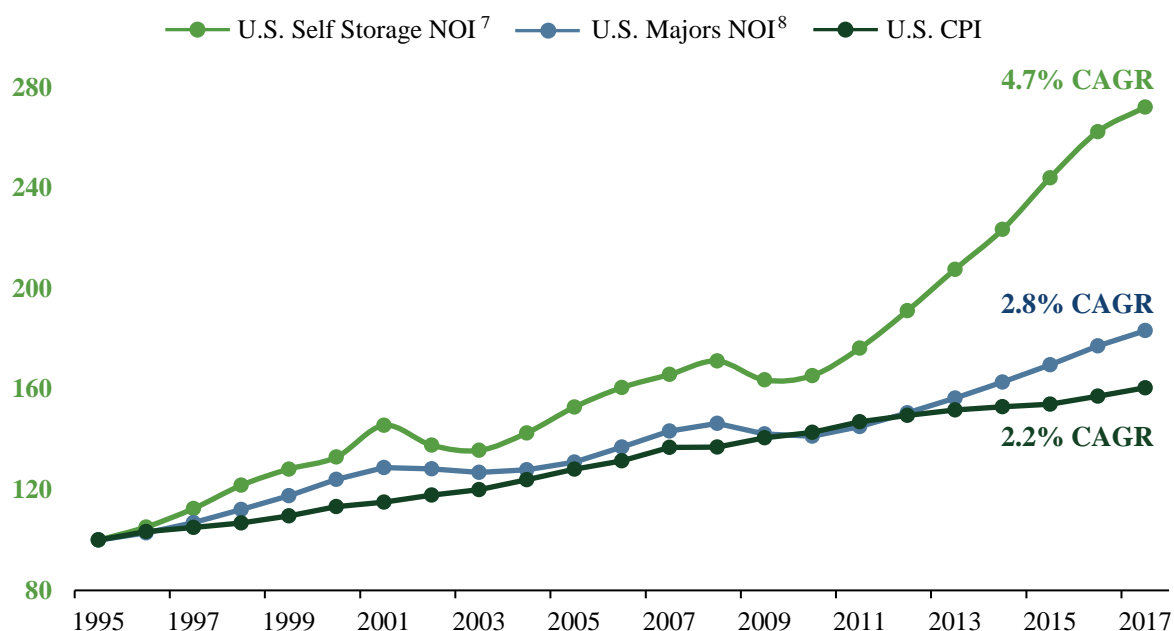 U.S. Self Storage NOI 7 U.S. Majors NOI 8 U.S. CPI
280
4.7% CAGR
240
200
2.8% CAGR
160
2.2% CAGR
120
80
1995 1997 1999 2001 2003 2005 2007 2009 2011 2013 2015 2017